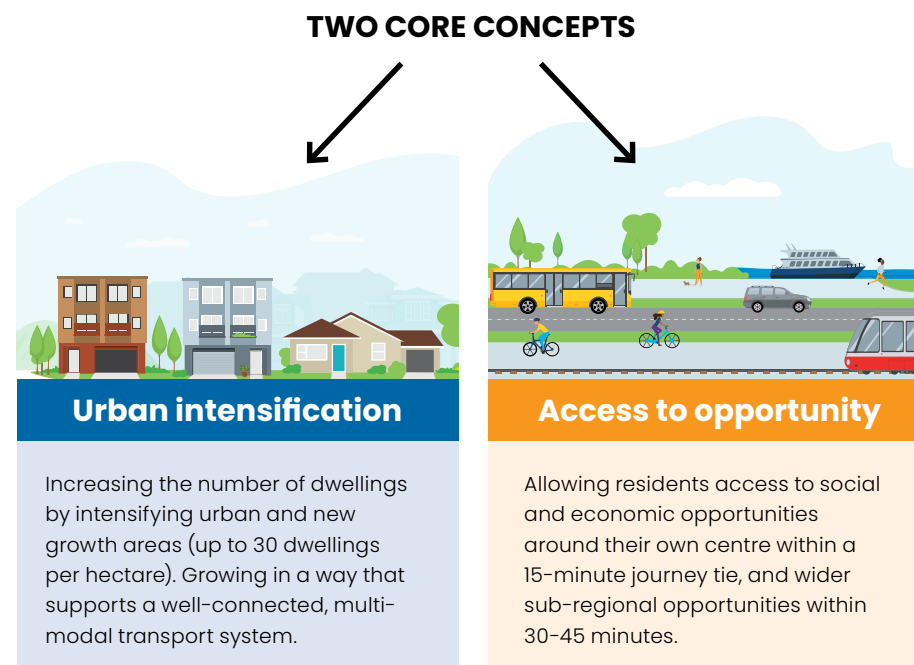 TWO CORE CONCEPTS
Urban intensification
Increasing the number of dwellings
by intensifying urban and new
growth areas (up to 30 dwellings
per hectare). Growing in a way that
supports a well-connected, multi-
modal transport system.
Access to opportunity
Allowing residents access to social
and economic opportunities
around their own centre within a
15-minute journey tie, and wider
sub-regional opportunities within
30-45 minutes.